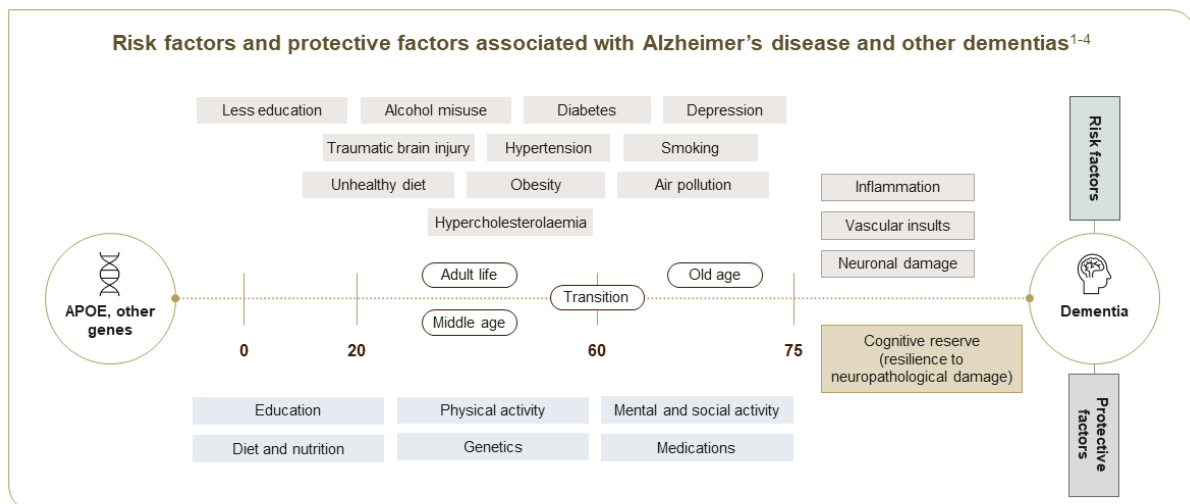 Risk factors and protective factors associated with Alzheimer’s disease and other dementias1-4
Less education
Alcohol misuse
Diabetes
Depression
Traumatic brain injury
Hypertension
Smoking
Unhealthy diet
Obesity
Air pollution
Hypercholesterolaemia
Inflammation
Vascular insults
Neuronal damage
Risk factors
APOE, other
genes
Adult life
Middle age
Transition
Old age
Dementia
0
20
60
75
Cognitive reserve
(resilience to
neuropathological damage)
Education
Physical activity
Mental and social activity
Diet and nutrition
Genetics
Medications
Protective
factors